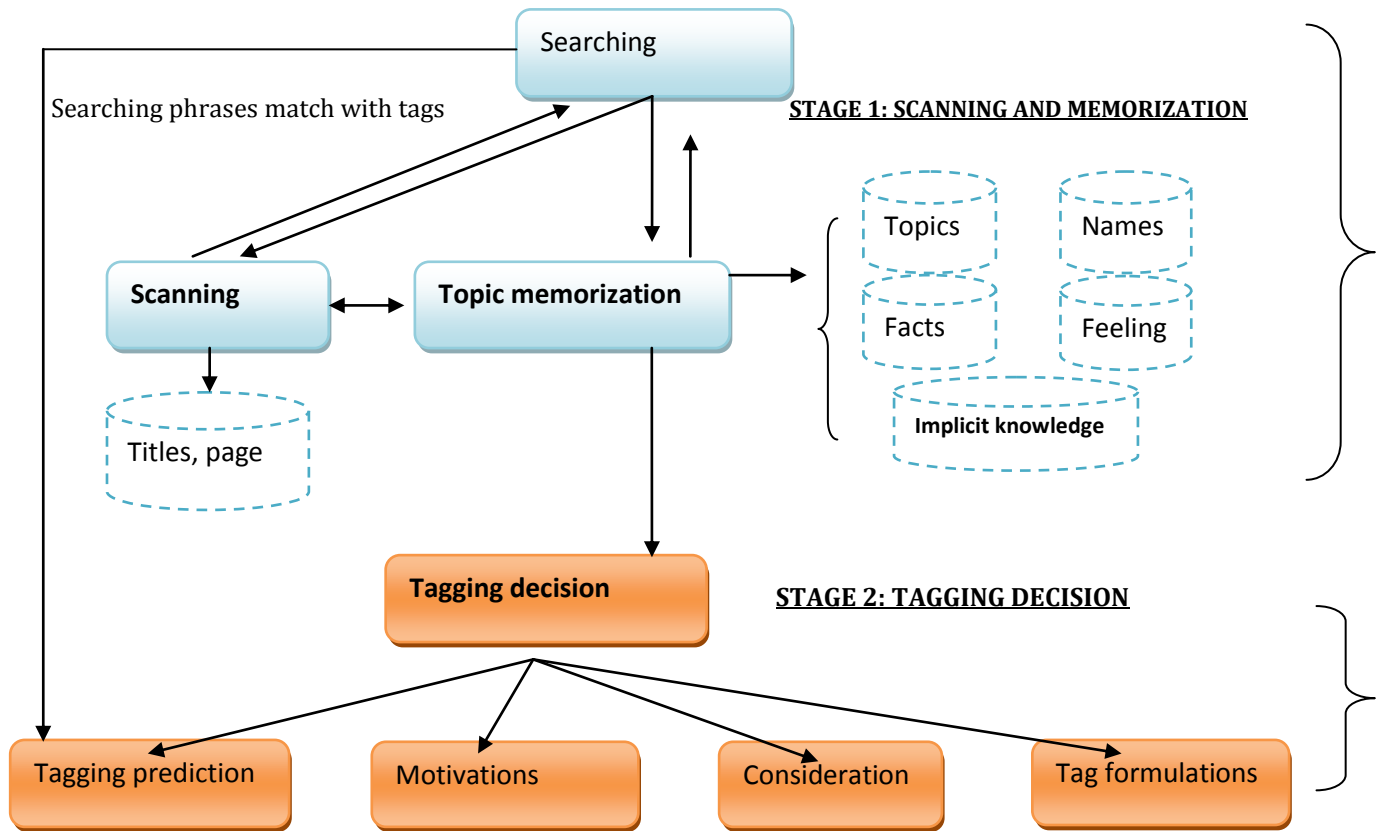 Searching
Searching phrases match with tags
STAGE 1: SCANNING AND MEMORIZATION
Topics
Names
Scanning
Topic memorization
Facts
Feeling
Implicit knowledge
Titles, page
Tagging decision
STAGE 2: TAGGING DECISION
Tagging prediction
Motivations
Consideration
Tag formulations